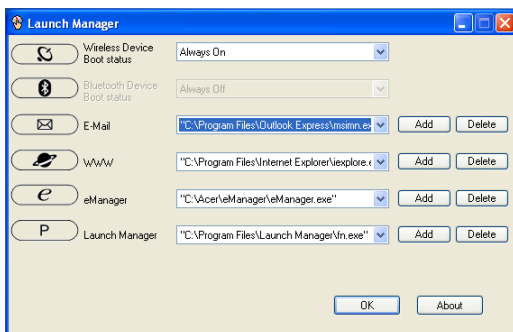 Launch Manager
Wireless Device
Boot status
Always On
Bluetooth Device
Boot status
Always Off
E-Mail
"C:\Program Files\Outlook Express\msimn.ex
Add
Delete
WWW
"C:\Program Files\Internet Explorer\iexplore.e
Add
Delete
e
eManager
"C:\Acer\eManager\eManager.exe"
Add
Delete
P
Launch Manager
"C:\Program Files\Launch Manager\fn.exe"
Add
Delete
OK
About